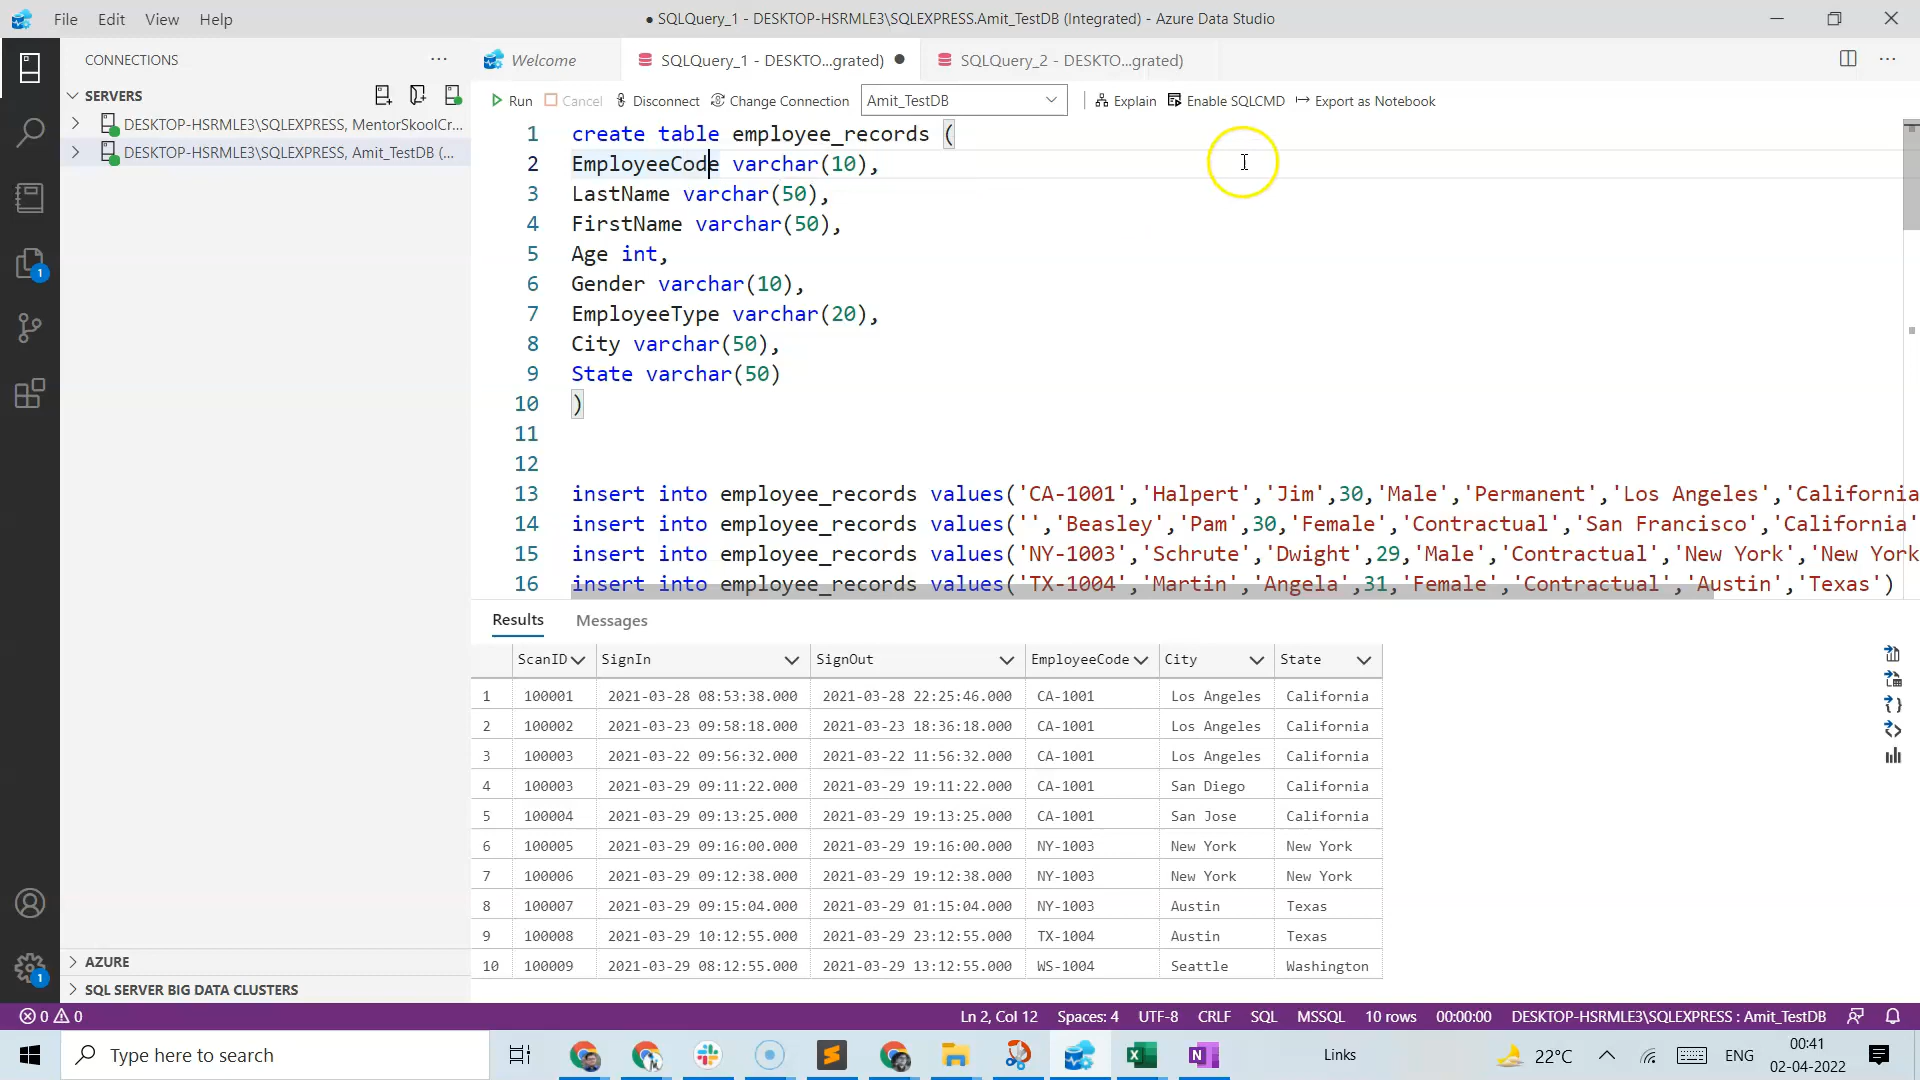 File Edit View Help
● SQLQuery_1 - DESKTOP-HSRMLE3\SQLEXPRESS.Amit_TestDB (Integrated) - Azure Data Studio
CONNECTIONS
Welcome
SQLQuery_1 - DESKTO...grated)
SQLQuery_2 - DESKTO...grated)
SERVERS
DESKTOP-HSRMLE3\SQLEXPRESS, MentorSkoolCr...
DESKTOP-HSRMLE3\SQLEXPRESS, Amit_TestDB (...
Run Cancel Disconnect Change Connection Amit_TestDB Explain Enable SQLCMD Export as Notebook
1 create table employee_records (
2 EmployeeCode varchar(10),
3 LastName varchar(50),
4 FirstName varchar(50),
5 Age int,
6 Gender varchar(10),
7 EmployeeType varchar(20),
8 City varchar(50),
9 State varchar(50)
10 )
11
12
13 insert into employee_records values('CA-1001','Halpert','Jim',30,'Male','Permanent','Los Angeles','California
14 insert into employee_records values('','Beasley','Pam',30,'Female','Contractual','San Francisco','California'
15 insert into employee_records values('NY-1003','Schrute','Dwight',29,'Male','Contractual','New York','New York
16 insert into employee_records values('TX-1004','Martin','Angela',31,'Female','Contractual','Austin','Texas')
Results Messages
ScanID SignIn SignOut EmployeeCode City State
1 100001 2021-03-28 08:53:38.000 2021-03-28 22:25:46.000 CA-1001 Los Angeles California
2 100002 2021-03-23 09:58:18.000 2021-03-23 18:36:18.000 CA-1001 Los Angeles California
3 100003 2021-03-22 09:56:32.000 2021-03-22 11:56:32.000 CA-1001 Los Angeles California
4 100003 2021-03-29 09:11:22.000 2021-03-29 19:11:22.000 CA-1001 San Diego California
5 100004 2021-03-29 09:13:25.000 2021-03-29 19:13:25.000 CA-1001 San Jose California
6 100005 2021-03-29 09:16:00.000 2021-03-29 19:16:00.000 NY-1003 New York New York
7 100006 2021-03-29 09:12:38.000 2021-03-29 19:12:38.000 NY-1003 New York New York
8 100007 2021-03-29 09:15:04.000 2021-03-29 01:15:04.000 NY-1003 Austin Texas
9 100008 2021-03-29 10:12:55.000 2021-03-29 23:12:55.000 TX-1004 Austin Texas
10 100009 2021-03-29 08:12:55.000 2021-03-29 13:12:55.000 WS-1004 Seattle Washington
1
1
AZURE
SQL SERVER BIG DATA CLUSTERS
0 0 Ln 2, Col 12 Spaces: 4 UTF-8 CRLF SQL MSSQL 10 rows 00:00:00 DESKTOP-HSRMLE3\SQLEXPRESS : Amit_TestDB
Type here to search
Links
22°C
ENG
00:41
02-04-2022